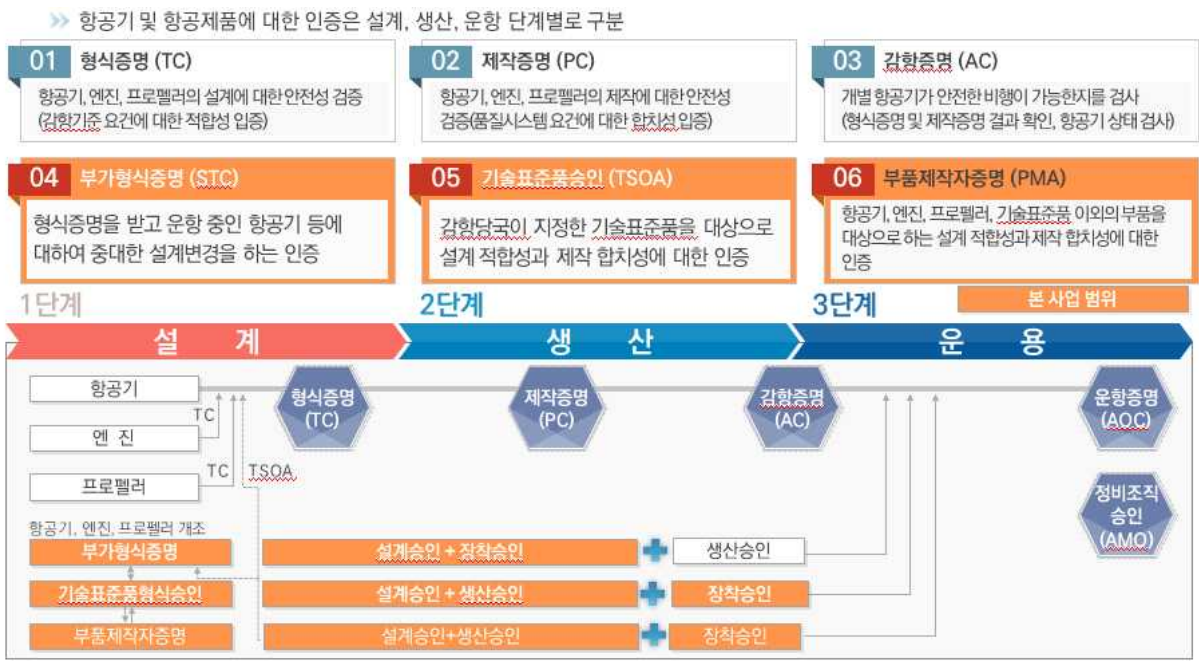 >> 항공기 및 항공제품에 대한 인증은 설계, 생산, 운항 단계별로 구분
01 형식증명 (TC)
항공기, 엔진, 프로펠러의 설계에 대한 안전성 검증
(감항기준 요건에 대한 적합성 입증)
02 제작증명 (PC)
항공기, 엔진, 프로펠러의 제작에 대한 안전성
검증(품질시스템 요건에 대한 합치성 입증)
03 감항증명 (AC)
개별 항공기가 안전한 비행이 가능한지를 검사
(형식증명 및 제작증명 결과 확인, 항공기 상태 검사)
04 부가형식증명 (STC)
형식증명을 받고 운항 중인 항공기 등에
대하여 중대한 설계변경을 하는 인증
05 기술표준품승인 (TSOA)
감항당국이 지정한 기술표준품을 대상으로
설계 적합성과 제작 합치성에 대한 인증
06 부품제작자증명 (PMA)
항공기, 엔진, 프로펠러, 기술표준품 이외의 부품을
대상으로 하는 설계 적합성과 제작 합치성에 대한
인증
1단계
2단계
3단계
본 사업 범위
설 계
생 산
운 용
항공기
TC
엔 진
TC
TSOA
프로펠러
형식증명
(TC)
제작증명
(PC)
감항증명
(AC)
운항증명
(AOC)
정비조직
승인
(AMO)
항공기, 엔진, 프로펠러 개조
부가형식증명
설계승인 + 장착승인
생산승인
기술표준품형식승인
설계승인 + 생산승인
장착승인
부품제작자증명
설계승인+생산승인
장착승인